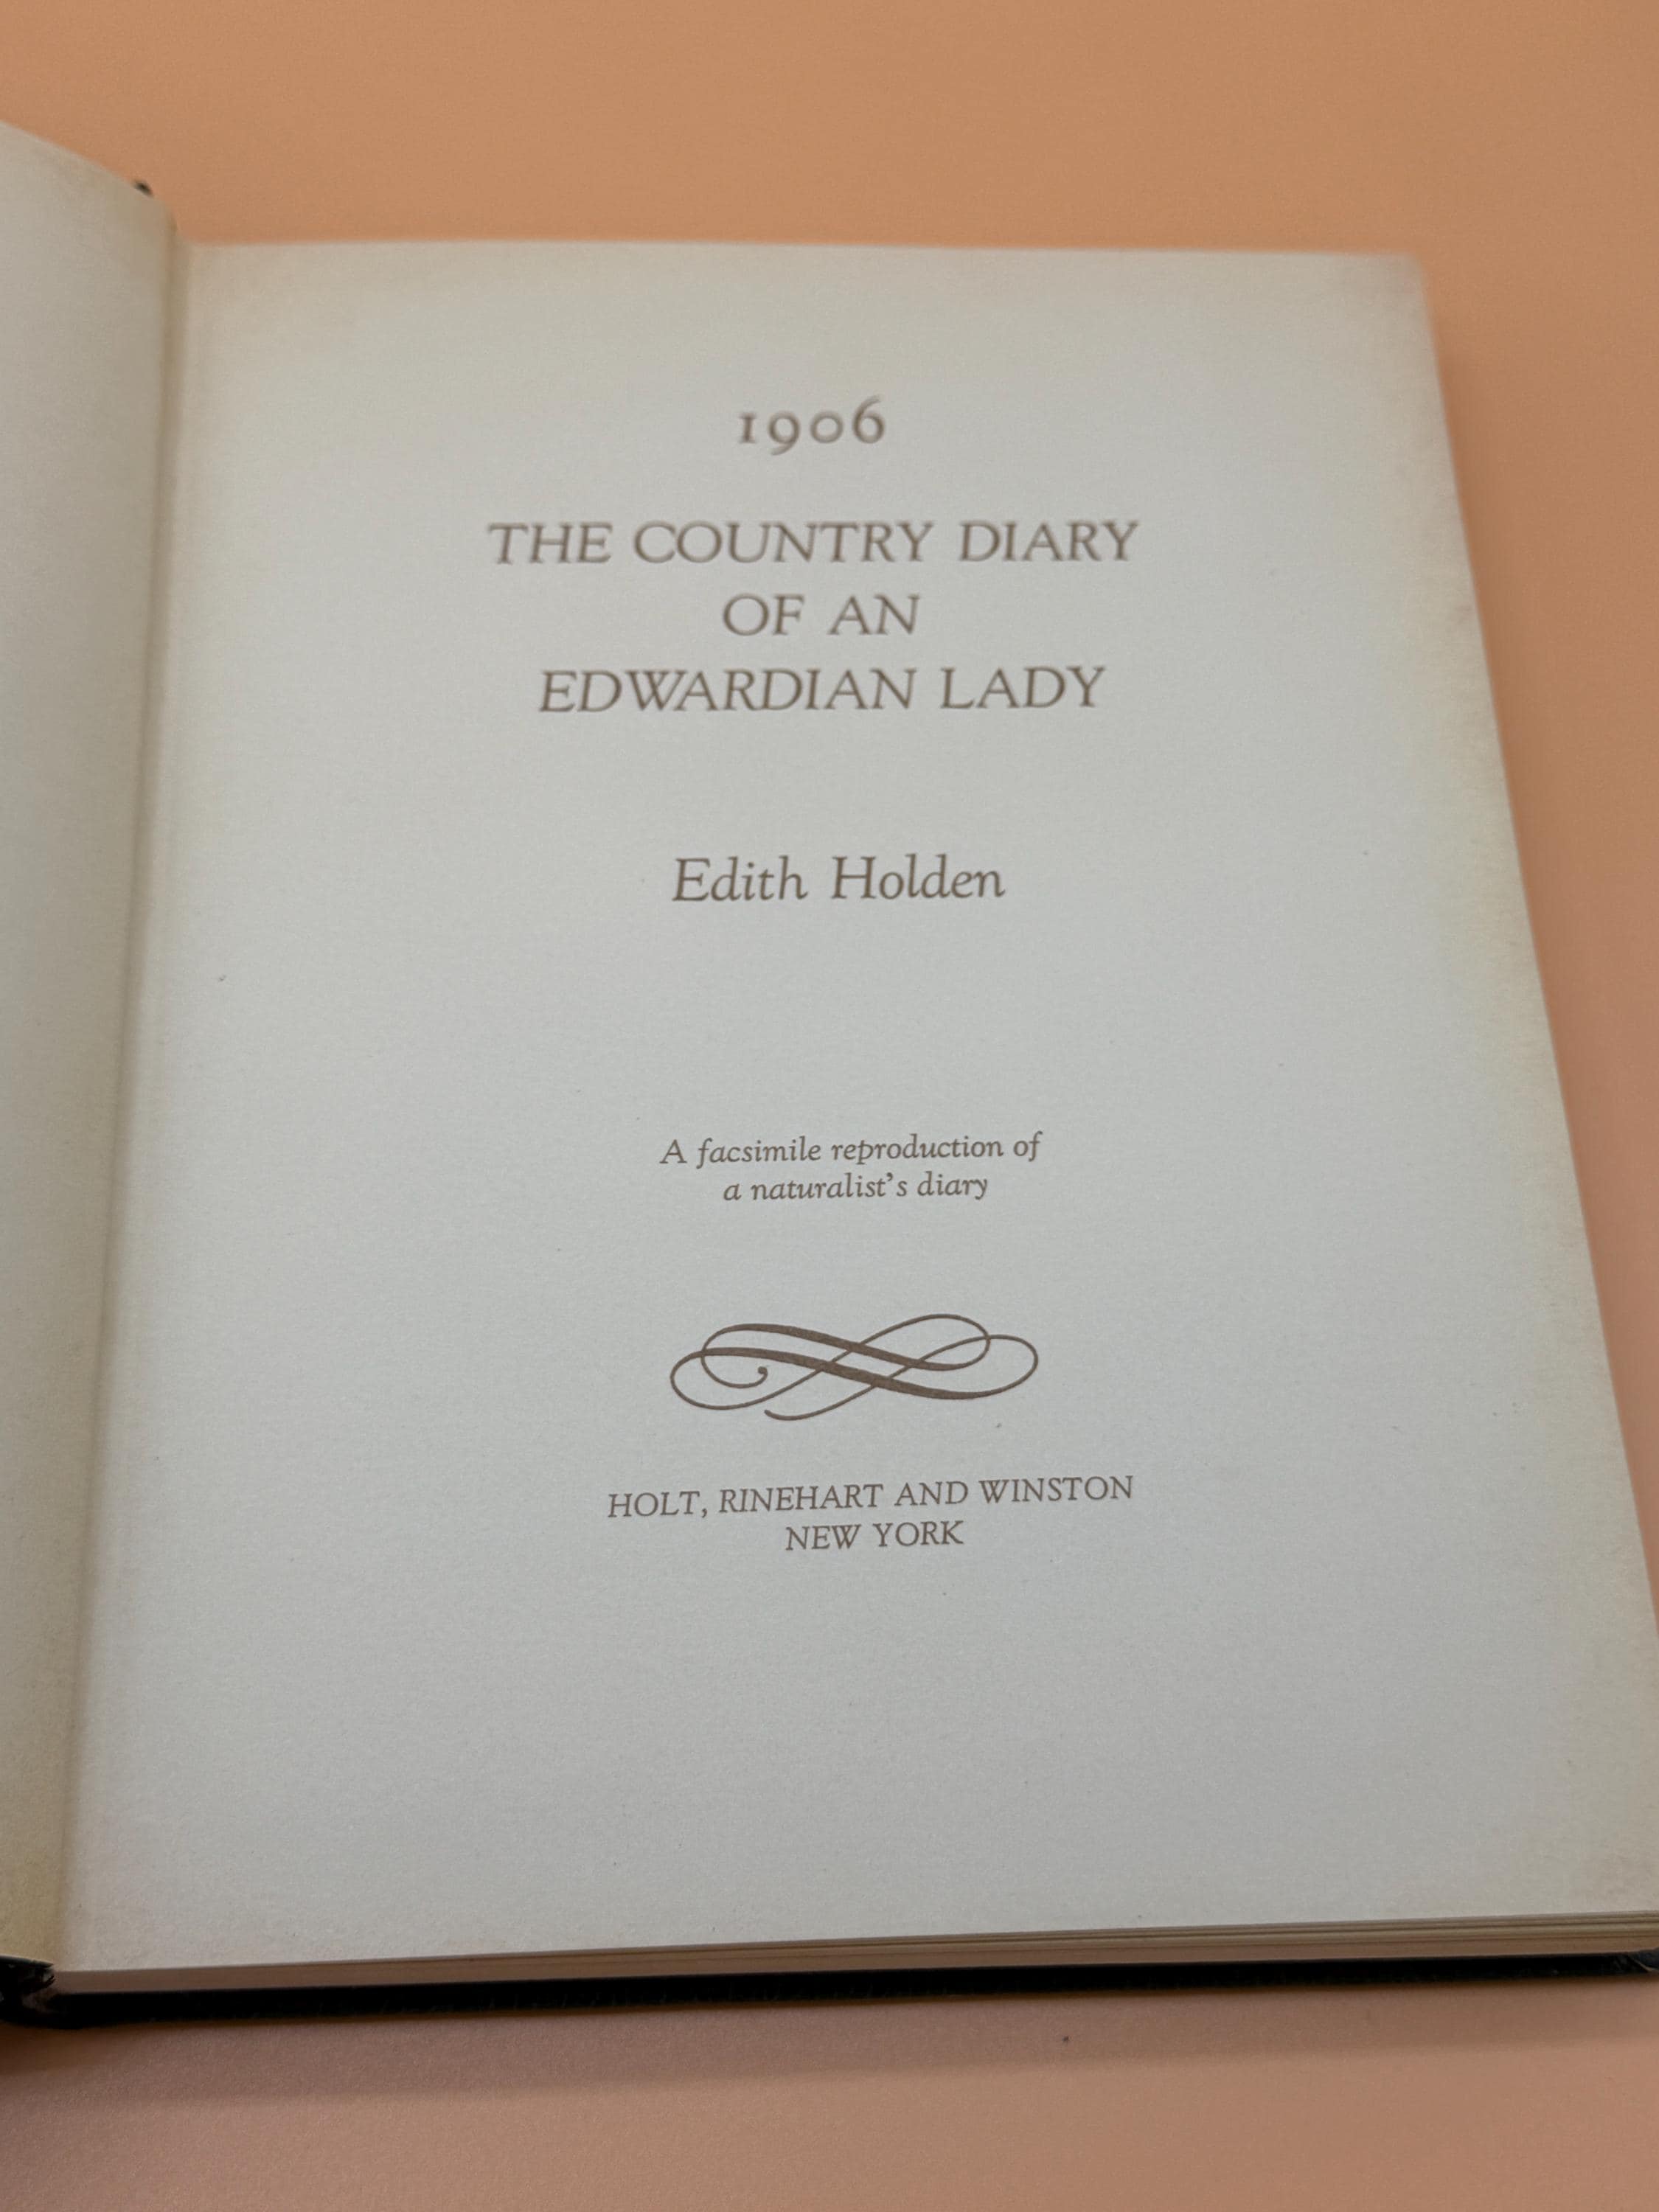 1906
THE COUNTRY DIARY
OF AN
EDWARDIAN LADY
Edith Holden
A facsimile reproduction of
a naturalist's diary
HOLT, RINEHART AND WINSTON
NEW YORK